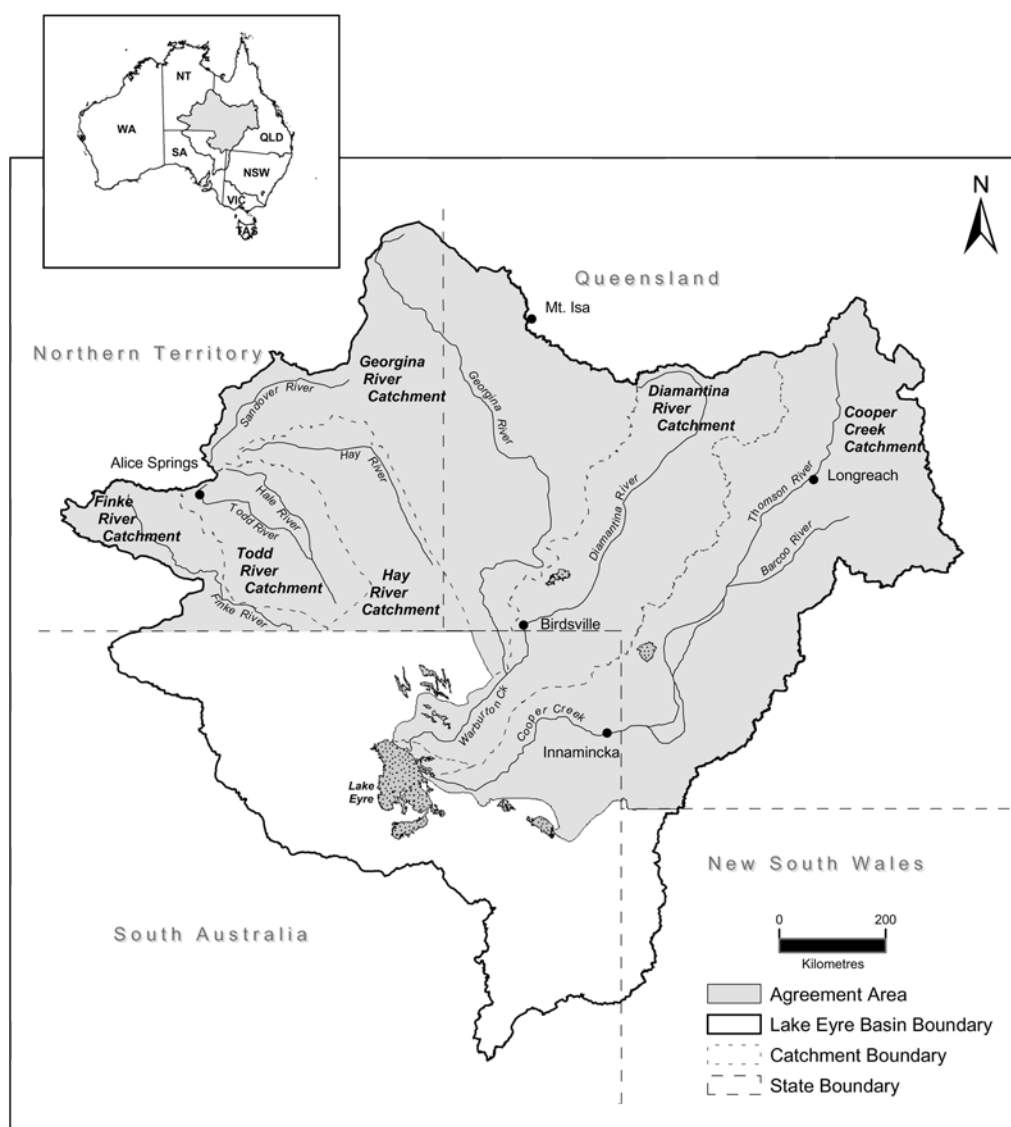 NT
WA
QLD
SA
NSW
VIC
TAS
N
Queensland
Mt. Isa
Northern Territory
Georgina
River
Catchment
Sandover River
Georgina River
Diamantina
River
Catchment
Cooper
Creek
Catchment
Hay River
Alice Springs
Longreach
Thomson River
Hale River
Finke
River
Catchment
Todd River
Diamantina River
Barcoo River
Todd
River
Catchment
Hay
River
Catchment
Finke River
Birdsville
Warburton Ck
Cooper Creek
Innamincka
Lake
Eyre
New South Wales
South Australia
0 200
Kilometres
Agreement Area
Lake Eyre Basin Boundary
Catchment Boundary
State Boundary